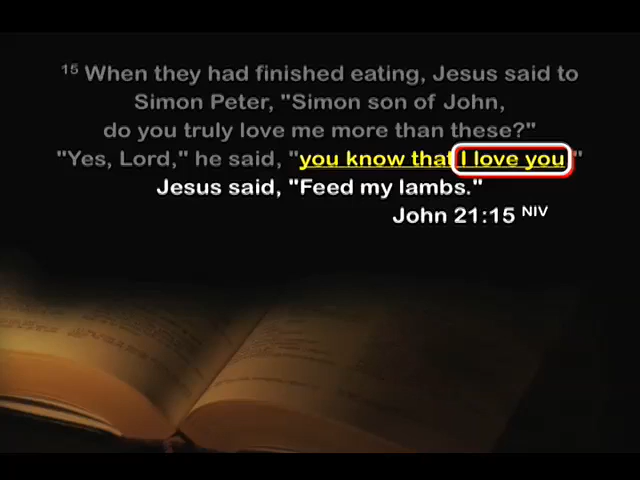 15 When they had finished eating, Jesus said to
Simon Peter, "Simon son of John,
do you truly love me more than these?"
"Yes, Lord," he said, "you know that I love you."
Jesus said, "Feed my lambs."
John 21:15 NIV